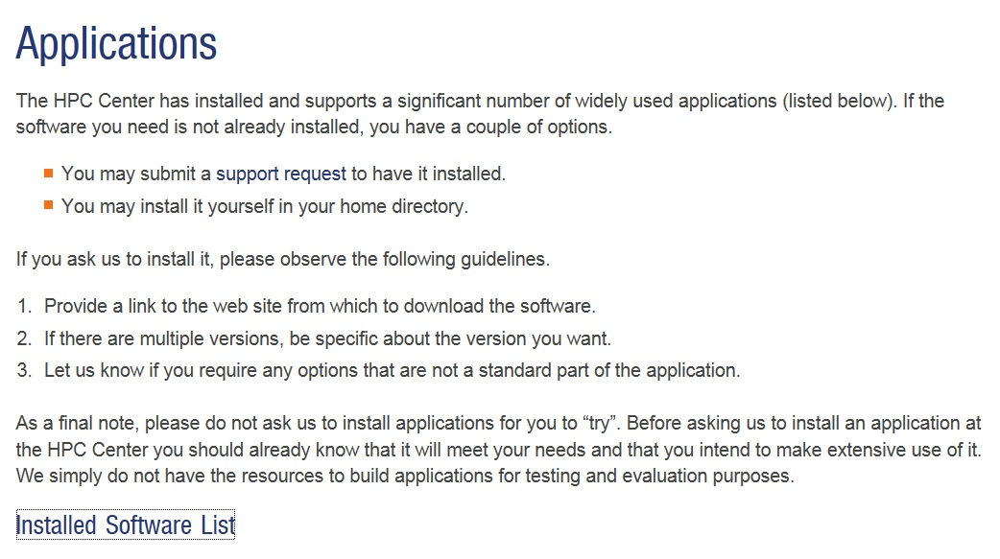 Applications
The HPC Center has installed and supports a significant number of widely used applications (listed below). If the
software you need is not already installed, you have a couple of options.
You may submit a support request to have it installed.
You may install it yourself in your home directory.
If you ask us to install it, please observe the following guidelines.
1. Provide a link to the web site from which to download the software.
2. If there are multiple versions, be specific about the version you want.
3. Let us know if you require any options that are not a standard part of the application.
As a final note, please do not ask us to install applications for you to “try”. Before asking us to install an application at
the HPC Center you should already know that it will meet your needs and that you intend to make extensive use of it.
We simply do not have the resources to build applications for testing and evaluation purposes.
Installed Software List